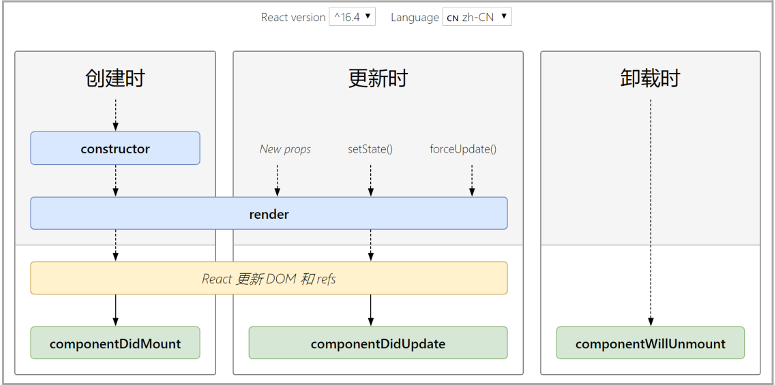 React version ^16.4 Language CN zh-CN
创建时 更新时 卸载时
constructor
New props setState() forceUpdate()
render
React 更新 DOM 和 refs
componentDidMount componentDidUpdate componentWillUnmount